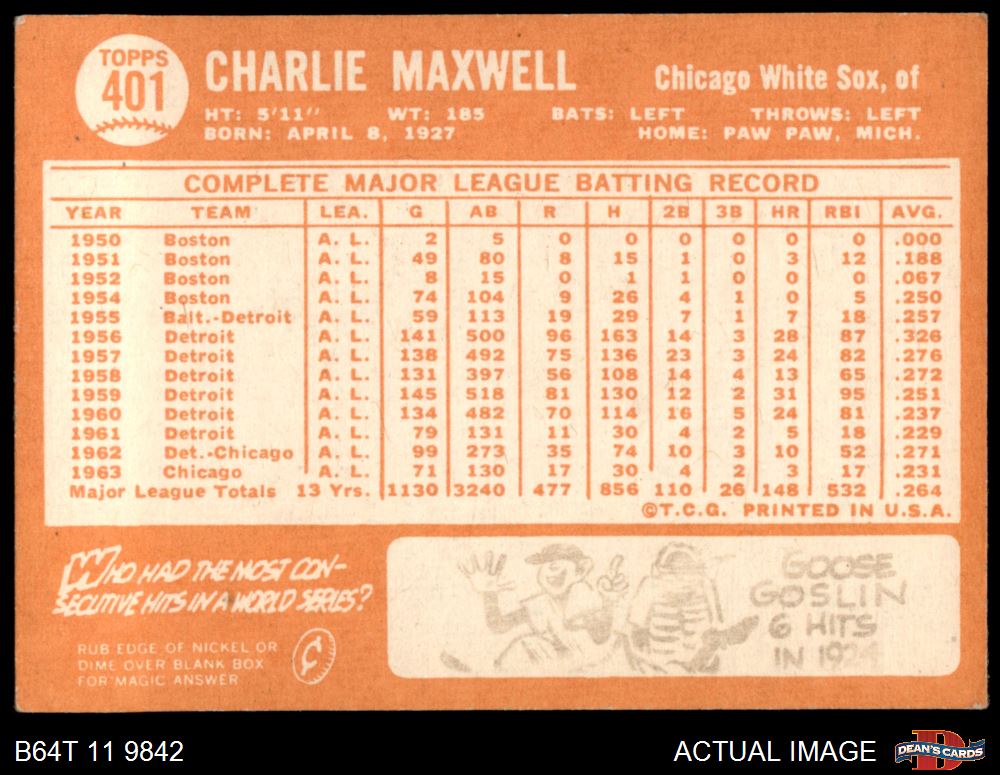 TOPPS
401
CHARLIE MAXWELL
Chicago White Sox, of
HT: 5'11" WT: 185 BATS: LEFT THROWS: LEFT
BORN: APRIL 8, 1927 HOME: PAW PAW, MICH.
COMPLETE MAJOR LEAGUE BATTING RECORD
YEAR TEAM LEA. G AB R H 2B 3B HR RBI AVG.
1950 Boston A. L. 2 5 0 0 0 0 0 0 .000
1951 Boston A. L. 49 80 8 15 1 0 3 12 .188
1952 Boston A. L. 8 15 0 1 1 0 0 0 .067
1954 Boston A. L. 74 104 9 26 4 1 0 5 .250
1955 Balt.-Detroit A. L. 59 113 19 29 7 1 7 18 .257
1956 Detroit A. L. 141 500 96 163 14 3 28 87 .326
1957 Detroit A. L. 138 492 75 136 23 3 24 82 .276
1958 Detroit A. L. 131 397 56 108 14 4 13 65 .272
1959 Detroit A. L. 145 518 81 130 12 2 31 95 .251
1960 Detroit A. L. 134 482 70 114 16 5 24 81 .237
1961 Detroit A. L. 79 131 11 30 4 2 5 18 .229
1962 Det.-Chicago A. L. 99 273 35 74 10 3 10 52 .271
1963 Chicago A. L. 71 130 17 30 4 2 3 17 .231
Major League Totals 13 Yrs. 1130 3240 477 856 110 26 148 532 .264
©T.C.G. PRINTED IN U.S.A.
WHO HAD THE MOST CON-
SECUTIVE HITS IN A WORLD SERIES?
RUB EDGE OF NICKEL OR
DIME OVER BLANK BOX
FOR MAGIC ANSWER
GOOSE
GOSLIN
6 HITS
IN 1924
B64T 11 9842
ACTUAL IMAGE
DEAN'S CARDS